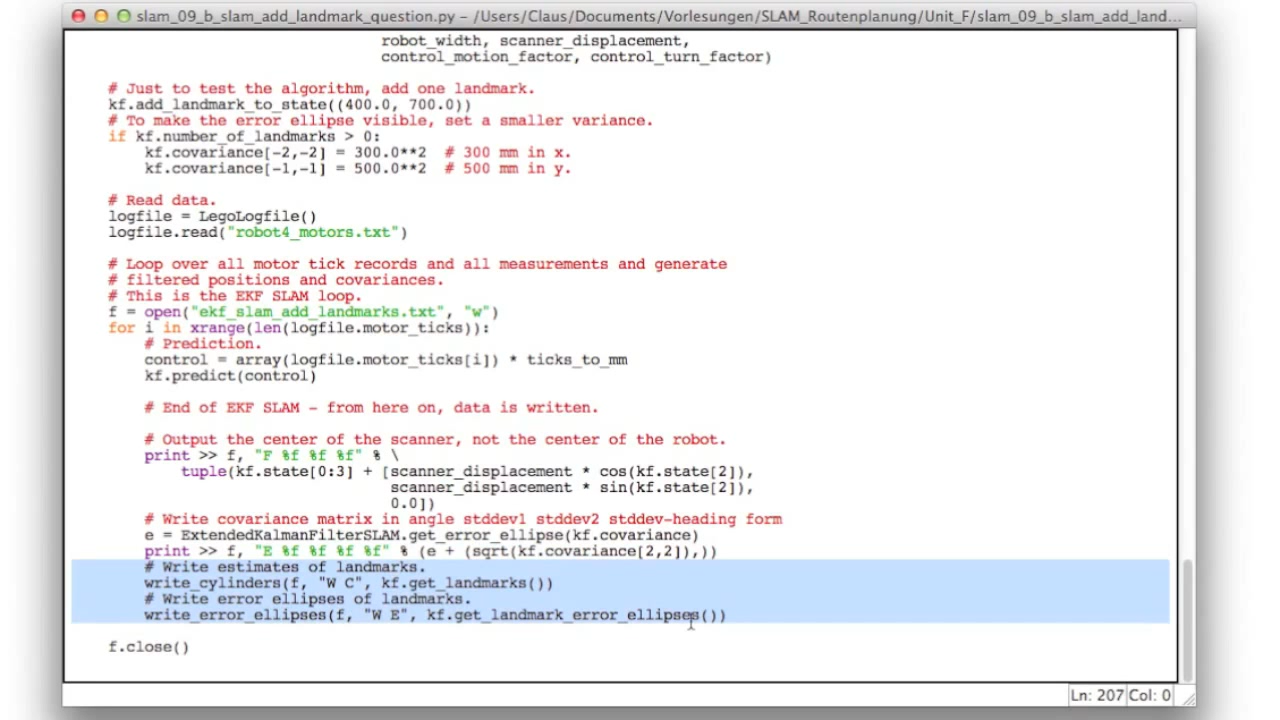 slam_09_b_slam_add_landmark_question.py - /Users/Claus/Documents/Vorlesungen/SLAM_Routenplanung/Unit_F/slam_09_b_slam_add_land...
robot_width, scanner_displacement,
control_motion_factor, control_turn_factor)
# Just to test the algorithm, add one landmark.
kf.add_landmark_to_state((400.0, 700.0))
# To make the error ellipse visible, set a smaller variance.
if kf.number_of_landmarks > 0:
kf.covariance[-2,-2] = 300.0**2  # 300 mm in x.
kf.covariance[-1,-1] = 500.0**2  # 500 mm in y.
# Read data.
logfile = LegoLogfile()
logfile.read("robot4_motors.txt")
# Loop over all motor tick records and all measurements and generate
# filtered positions and covariances.
# This is the EKF SLAM loop.
f = open("ekf_slam_add_landmarks.txt", "w")
for i in xrange(len(logfile.motor_ticks)):
# Prediction.
control = array(logfile.motor_ticks[i]) * ticks_to_mm
kf.predict(control)
# End of EKF SLAM - from here on, data is written.
# Output the center of the scanner, not the center of the robot.
print >> f, "F %f %f %f" % \
tuple(kf.state[0:3] + [scanner_displacement * cos(kf.state[2]),
scanner_displacement * sin(kf.state[2]),
0.0])
# Write covariance matrix in angle stddev1 stddev2 stddev-heading form
e = ExtendedKalmanFilterSLAM.get_error_ellipse(kf.covariance)
print >> f, "E %f %f %f %f" % (e + (sqrt(kf.covariance[2,2]),))
# Write estimates of landmarks.
write_cylinders(f, "W C", kf.get_landmarks())
# Write error ellipses of landmarks.
write_error_ellipses(f, "W E", kf.get_landmark_error_ellipses())
f.close()
Ln: 207 Col: 0